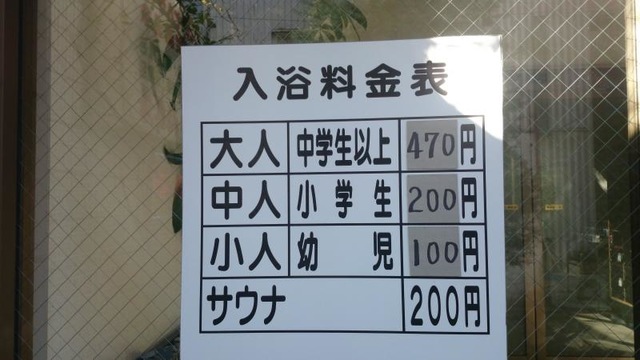 入浴料金表
大人 中学生以上 470円
中人 小学生 200円
小人 幼児 100円
サウナ 200円